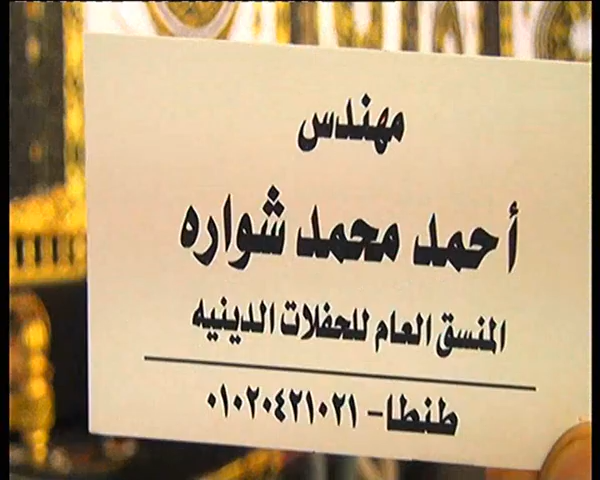 مهندس
أحمد محمد شواره
المنسق العام للحفلات الدينيه
طنطا - ٠١٠٢٠٤٢١٠٢١